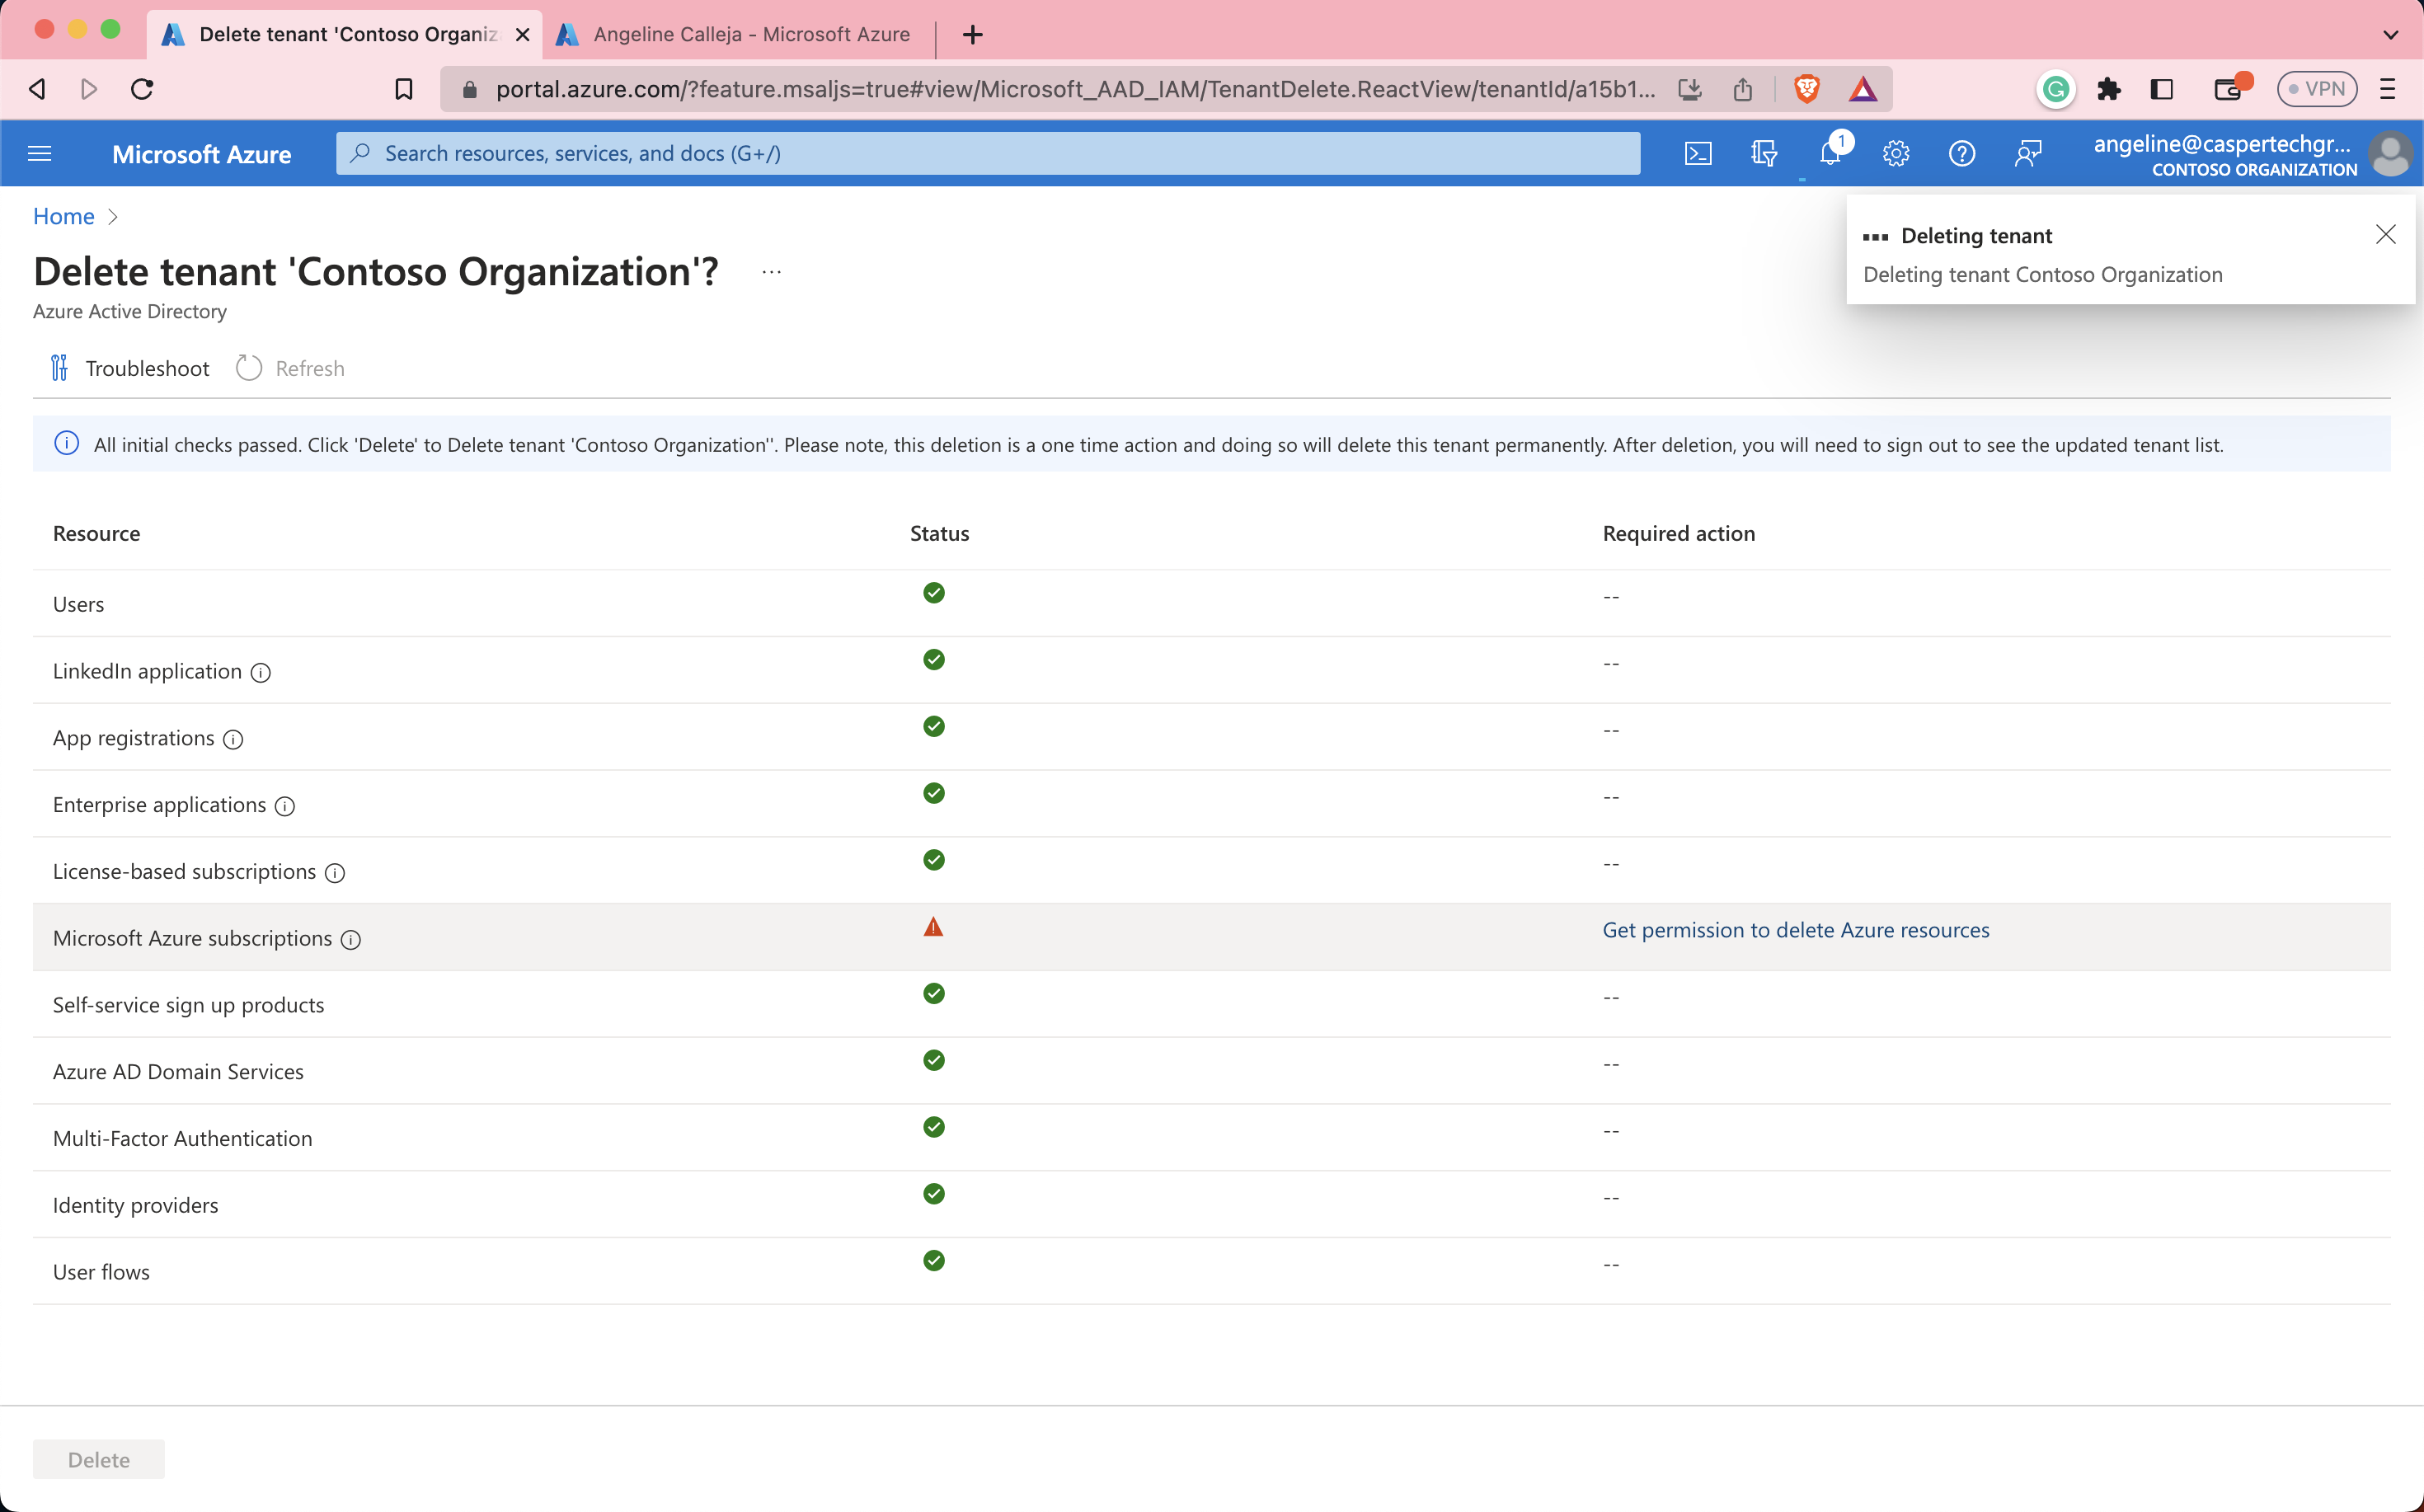 Delete tenant 'Contoso Organiz
Angeline Calleja - Microsoft Azure
portal.azure.com/?feature.msaljs=true#view/Microsoft_AAD_IAM/TenantDelete.ReactView/tenantId/a15b1...
VPN
Microsoft Azure
Search resources, services, and docs (G+/)
1
angeline@caspertechgr...
CONTOSO ORGANIZATION
Home
Deleting tenant
Deleting tenant Contoso Organization
Delete tenant 'Contoso Organization'? ...
Azure Active Directory
Troubleshoot Refresh
All initial checks passed. Click 'Delete' to Delete tenant 'Contoso Organization''. Please note, this deletion is a one time action and doing so will delete this tenant permanently. After deletion, you will need to sign out to see the updated tenant list.
Resource Status Required action
Users --
LinkedIn application --
App registrations --
Enterprise applications --
License-based subscriptions --
Microsoft Azure subscriptions Get permission to delete Azure resources
Self-service sign up products --
Azure AD Domain Services --
Multi-Factor Authentication --
Identity providers --
User flows --
Delete